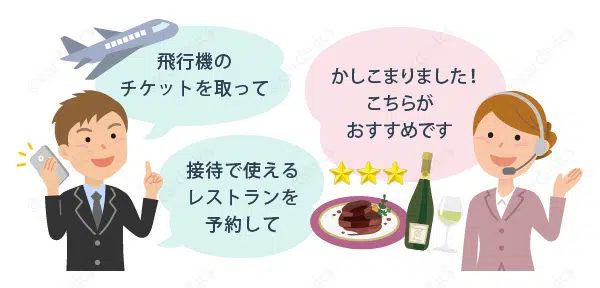 飛行機の
チケットを取って
接待で使える
レストランを
予約して
かしこまりました!
こちらが
おすすめです